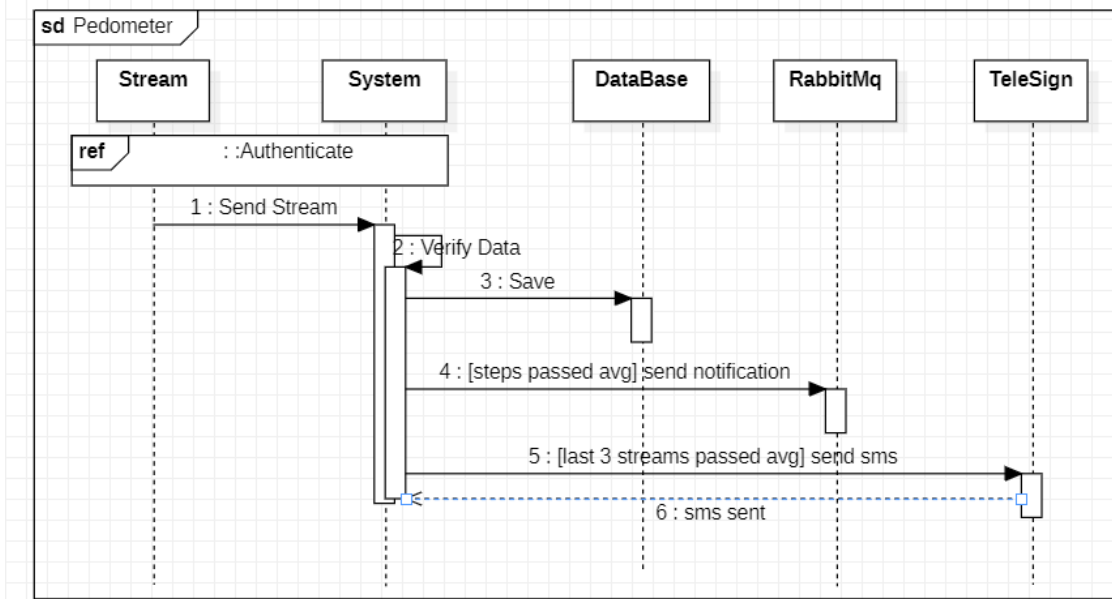 sd Pedometer
Stream
System
DataBase
RabbitMq
TeleSign
ref
: :Authenticate
1 : Send Stream
2 : Verify Data
3 : Save
4 : [steps passed avg] send notification
5 : [last 3 streams passed avg] send sms
6 : sms sent